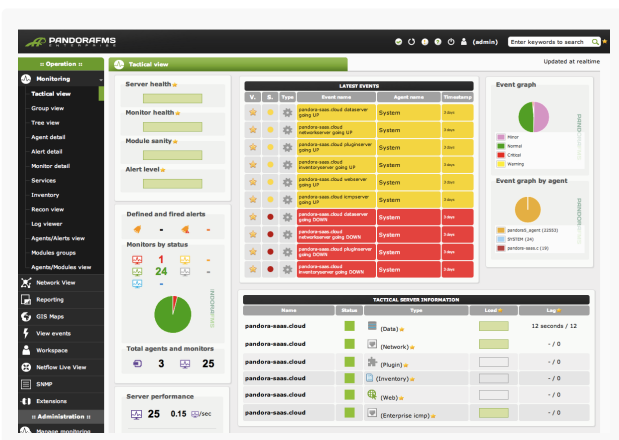 PANDORAFMS
ENTERPRISE
(admin)
Enter keywords to search
:: Operation ::
Tactical view
Updated at realtime
Monitoring
Tactical view
Group view
Tree view
Agent detail
Alert detail
Monitor detail
Services
Inventory
Recon view
Log viewer
Agents/Alerts view
Modules groups
Agents/Modules view
Network View
Reporting
GIS Maps
View events
Workspace
Netflow Live View
SNMP
Extensions
:: Administration ::
Manage monitoring
Server health
Monitor health
Module sanity
Alert level
Defined and fired alerts
- -
Monitors by status
1 -
24 -
-
PANDORAFMS
Total agents and monitors
3 25
Server performance
25 0.15 /sec
LATEST EVENTS
V. S. Type Event name Agent name Timestamp
pandora-saas.cloud dataserver
going UP
System 3 days
pandora-saas.cloud
networkserver going UP
System 3 days
pandora-saas.cloud pluginserver
going UP
System 3 days
pandora-saas.cloud
inventoryserver going UP
System 3 days
pandora-saas.cloud webserver
going UP
System 3 days
pandora-saas.cloud icmpserver
going UP
System 3 days
pandora-saas.cloud dataserver
going DOWN
System 3 days
pandora-saas.cloud
networkserver going DOWN
System 3 days
pandora-saas.cloud pluginserver
going DOWN
System 3 days
pandora-saas.cloud
inventoryserver going DOWN
System 3 days
Event graph
PANDORAFMS
Minor
Normal
Critical
Warning
Event graph by agent
PANDORAFMS
pandora5_agent (22553)
SYSTEM (24)
pandora-saas.c (19)
TACTICAL SERVER INFORMATION
Name Status Type Load Lag
pandora-saas.cloud (Data) 12 seconds / 12
pandora-saas.cloud (Network) - / 0
pandora-saas.cloud (Plugin) - / 0
pandora-saas.cloud (Inventory) - / 0
pandora-saas.cloud (Web) - / 0
pandora-saas.cloud (Enterprise icmp) - / 0